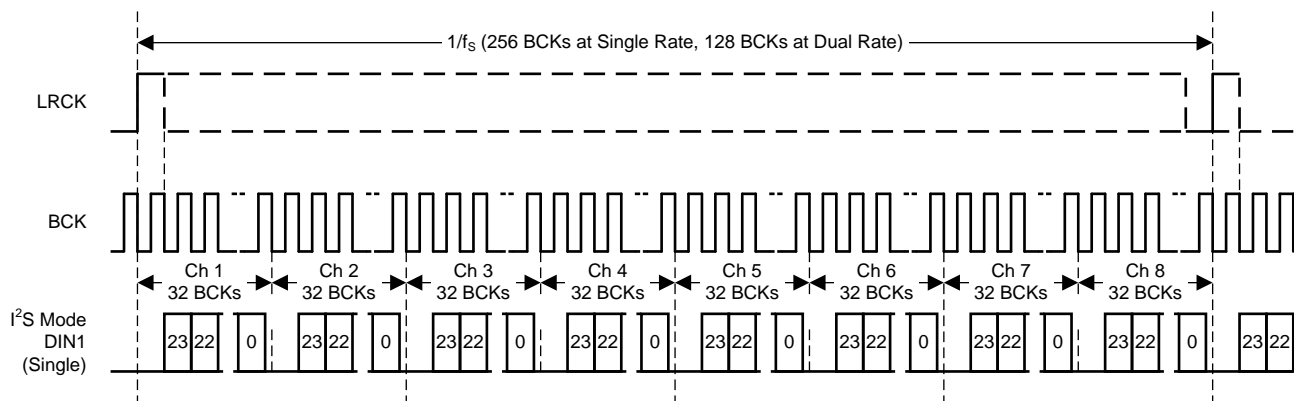 1/fS (256 BCKs at Single Rate, 128 BCKs at Dual Rate)
LRCK
BCK
Ch 1 Ch 2 Ch 3 Ch 4 Ch 5 Ch 6 Ch 7 Ch 8
32 BCKs 32 BCKs 32 BCKs 32 BCKs 32 BCKs 32 BCKs 32 BCKs 32 BCKs
I²S Mode
DIN1
(Single)
23 22 0 23 22 0 23 22 0 23 22 0 23 22 0 23 22 0 23 22 0 23 22 0 23 22